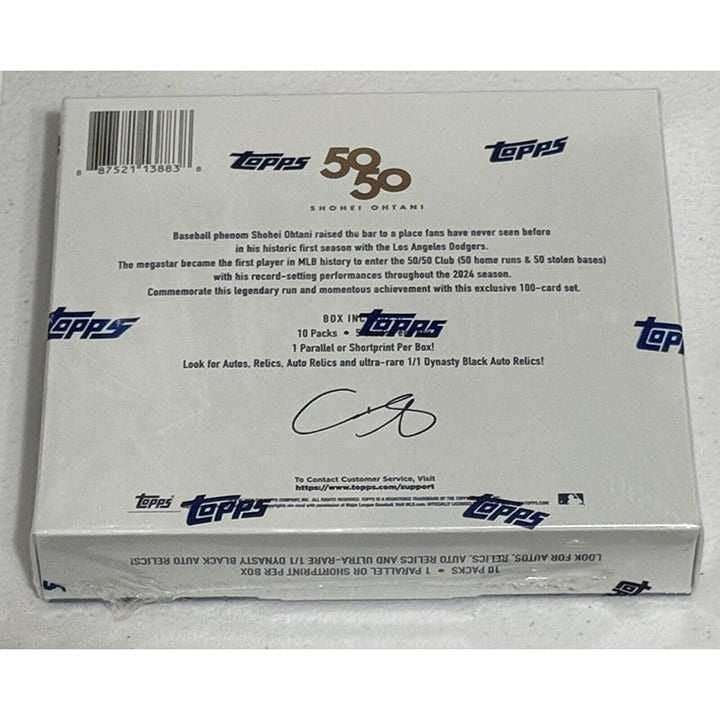 8 87521 13883 8
TOPPS 50/50 TOPPS
SHOHEI OHTANI
Baseball phenom Shohei Ohtani raised the bar to a place fans have never seen before
in his historic first season with the Los Angeles Dodgers.
The megastar became the first player in MLB history to enter the 50/50 Club (50 home runs & 50 stolen bases)
with his record-setting performances throughout the 2024 season.
Commemorate this legendary run and momentous achievement with this exclusive 100-card set.
BOX
TOPPS TOPPS TOPPS
10 Packs •
1 Parallel or Shortprint Per Box!
Look for Autos, Relics, Auto Relics and ultra-rare 1/1 Dynasty Black Auto Relics!
To Contact Customer Service, Visit
https://www.topps.com/support
TOPPS TOPPS TOPPS
10 PACKS • 1 PARALLEL OR SHORTPRINT PER BOX
LOOK FOR AUTOS, RELICS, AUTO RELICS AND ULTRA-RARE 1/1 DYNASTY BLACK AUTO RELICS!